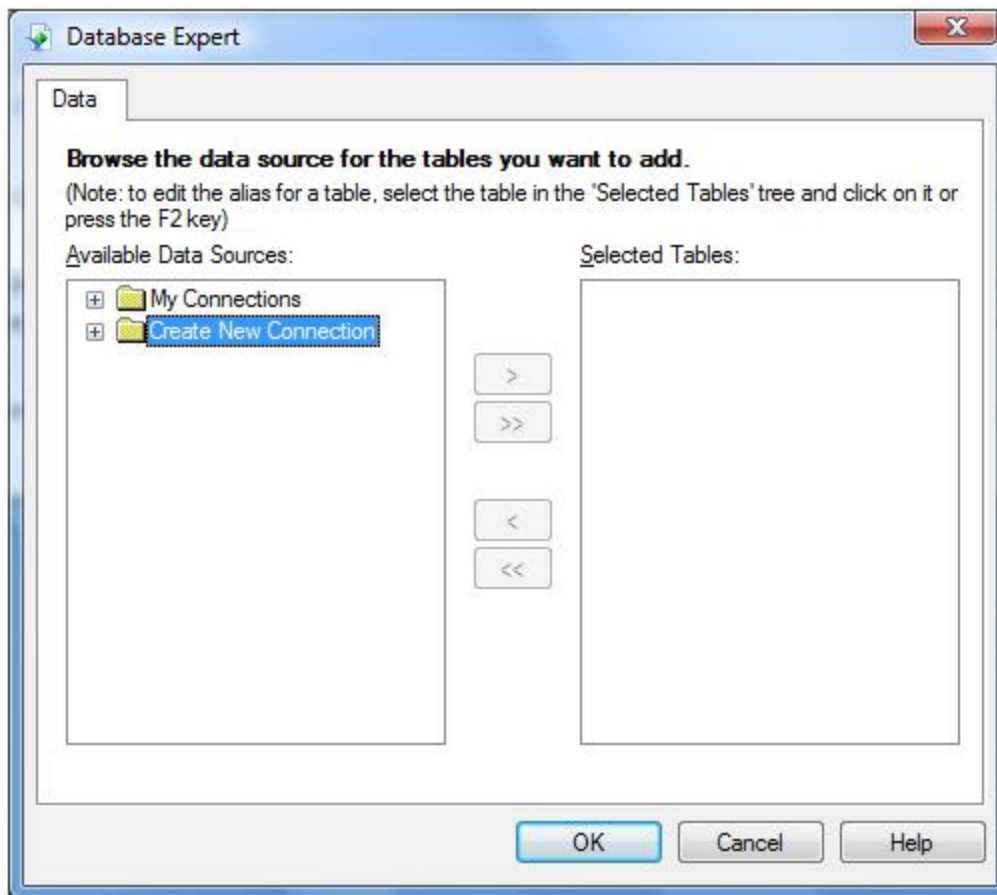 Database Expert
Data
Browse the data source for the tables you want to add.
(Note: to edit the alias for a table, select the table in the 'Selected Tables' tree and click on it or
press the F2 key)
Available Data Sources:
Selected Tables:
My Connections
Create New Connection
>
>>
<
<<
OK
Cancel
Help